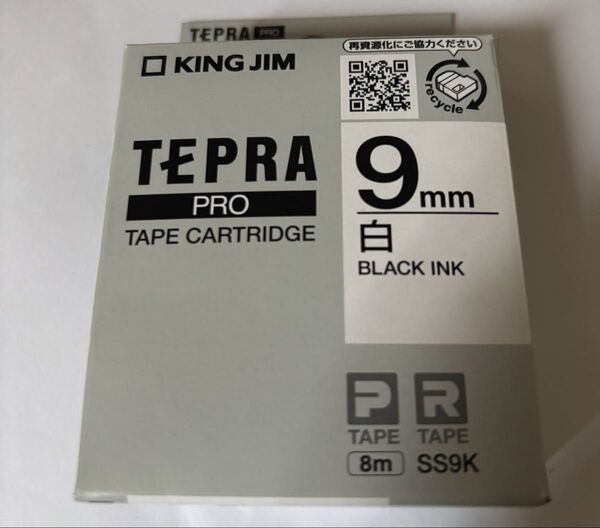 TEPRA PRO
KING JIM
再資源化にご協力ください
recycle
TEPRA
PRO
TAPE CARTRIDGE
9mm
白
BLACK INK
P R
TAPE TAPE
8m SS9K